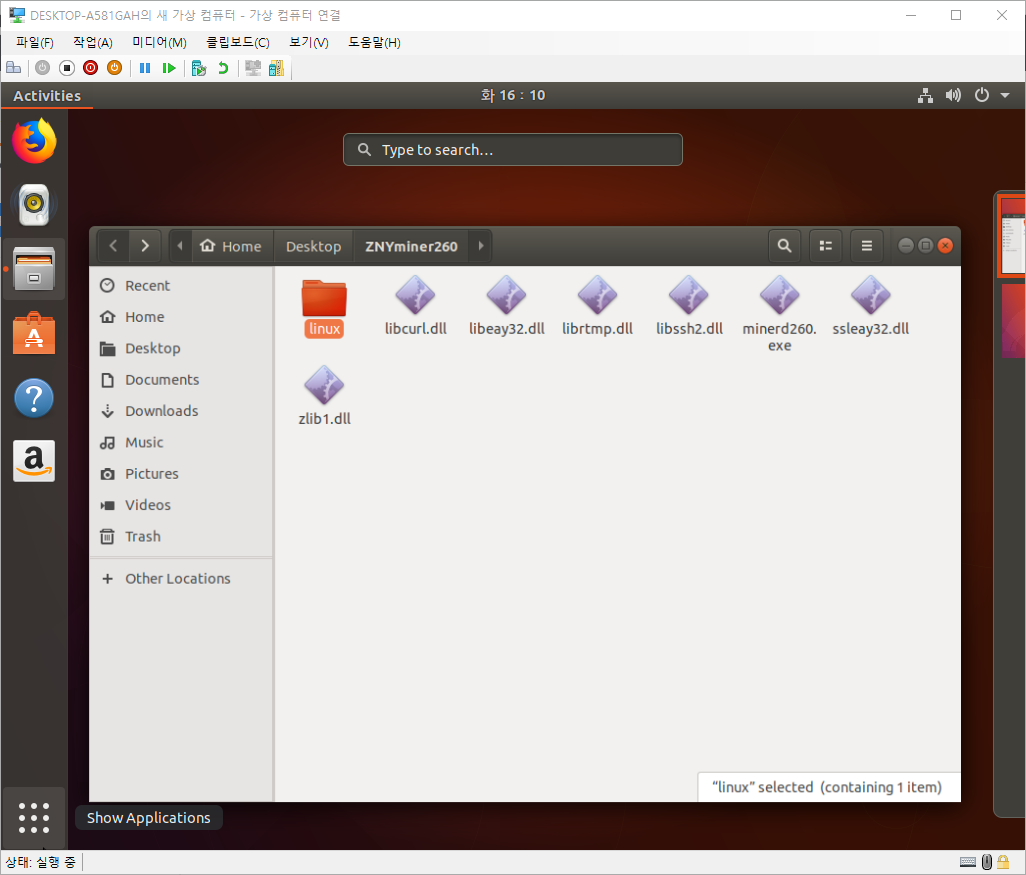 DESKTOP-A581GAH의 새 가상 컴퓨터 - 가상 컴퓨터 연결
파일(F) 작업(A) 미디어(M) 클립보드(C) 보기(V) 도움말(H)
Activities 화 16 : 10
Type to search...
Home Desktop ZNYminer260
Recent
Home
Desktop
Documents
Downloads
Music
Pictures
Videos
Trash
Other Locations
linux libcurl.dll libeay32.dll librtmp.dll libssh2.dll minerd260.exe ssleay32.dll
zlib1.dll
"linux" selected (containing 1 item)
Show Applications
상태: 실행 중